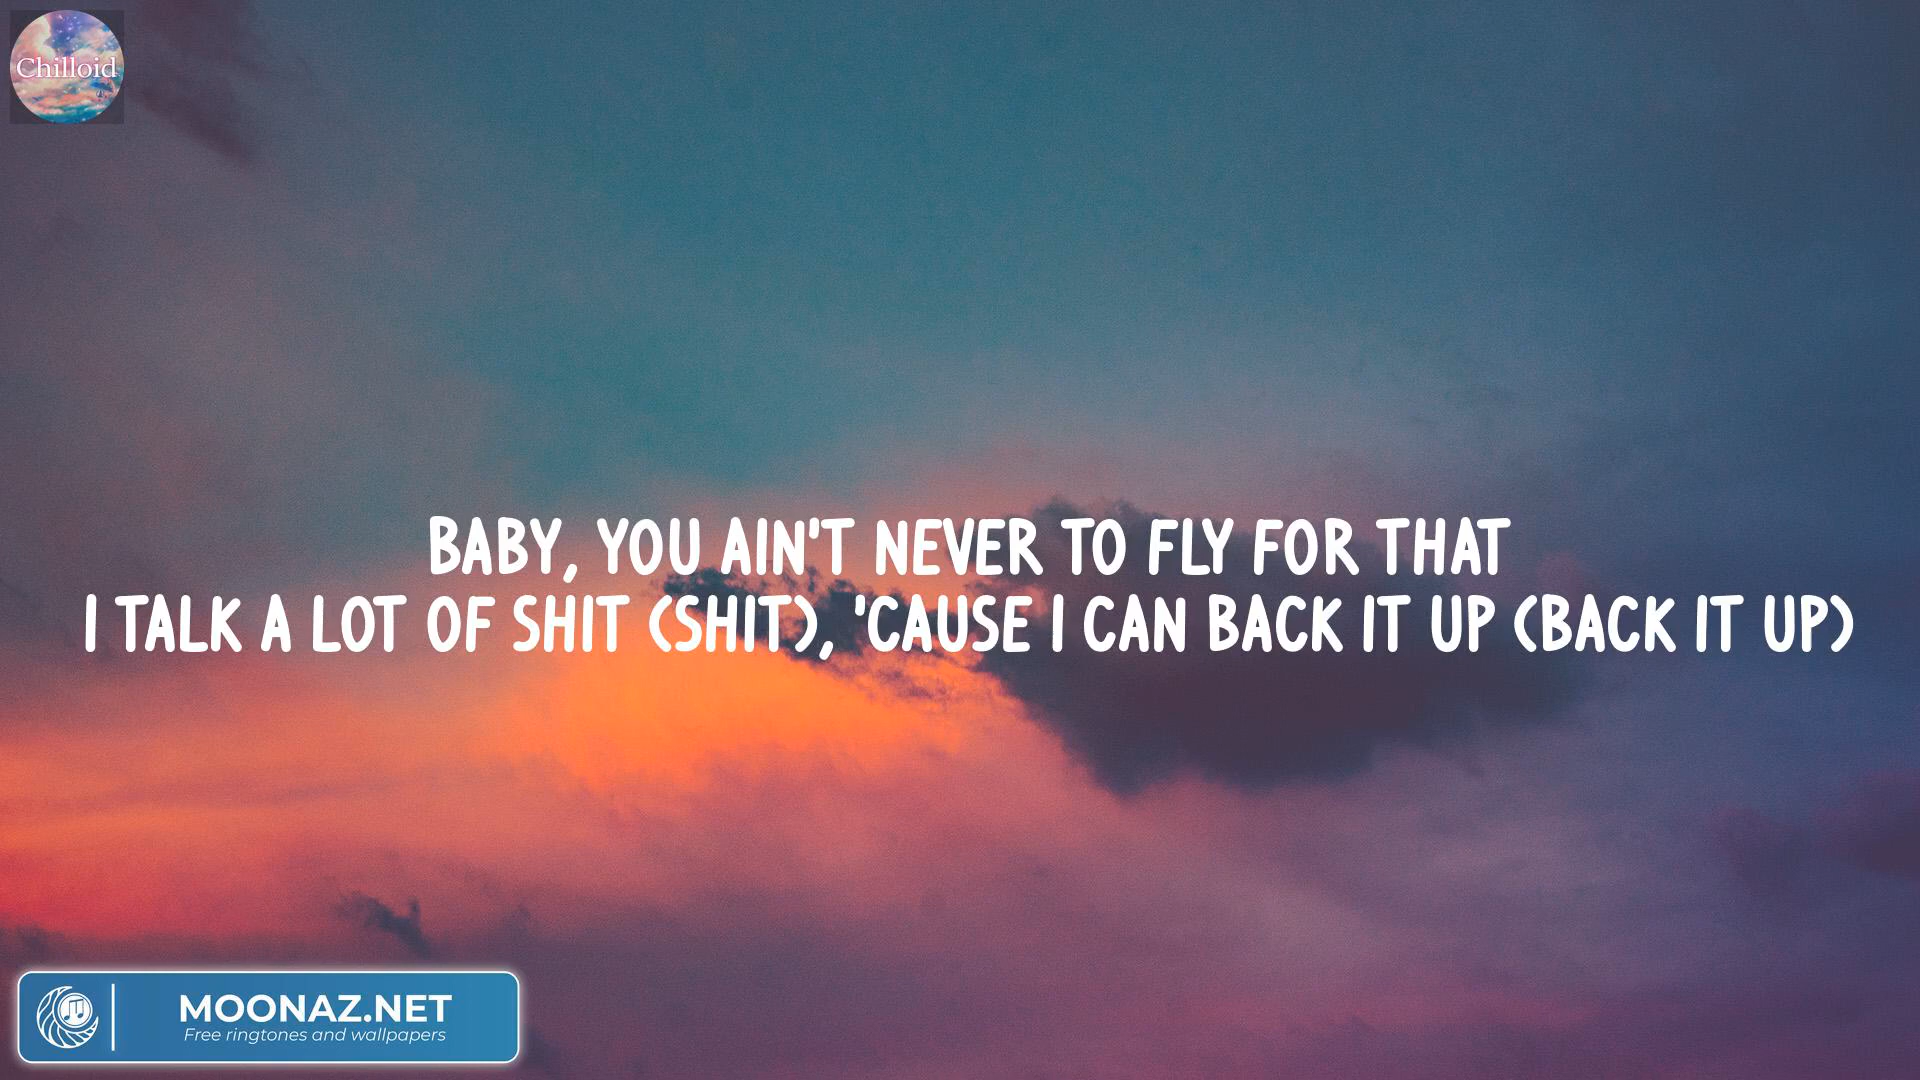 Chilloid
BABY, YOU AIN'T NEVER TO FLY FOR THAT
I TALK A LOT OF SHIT (SHIT), 'CAUSE I CAN BACK IT UP (BACK IT UP)
MOONAZ.NET
Free ringtones and wallpapers